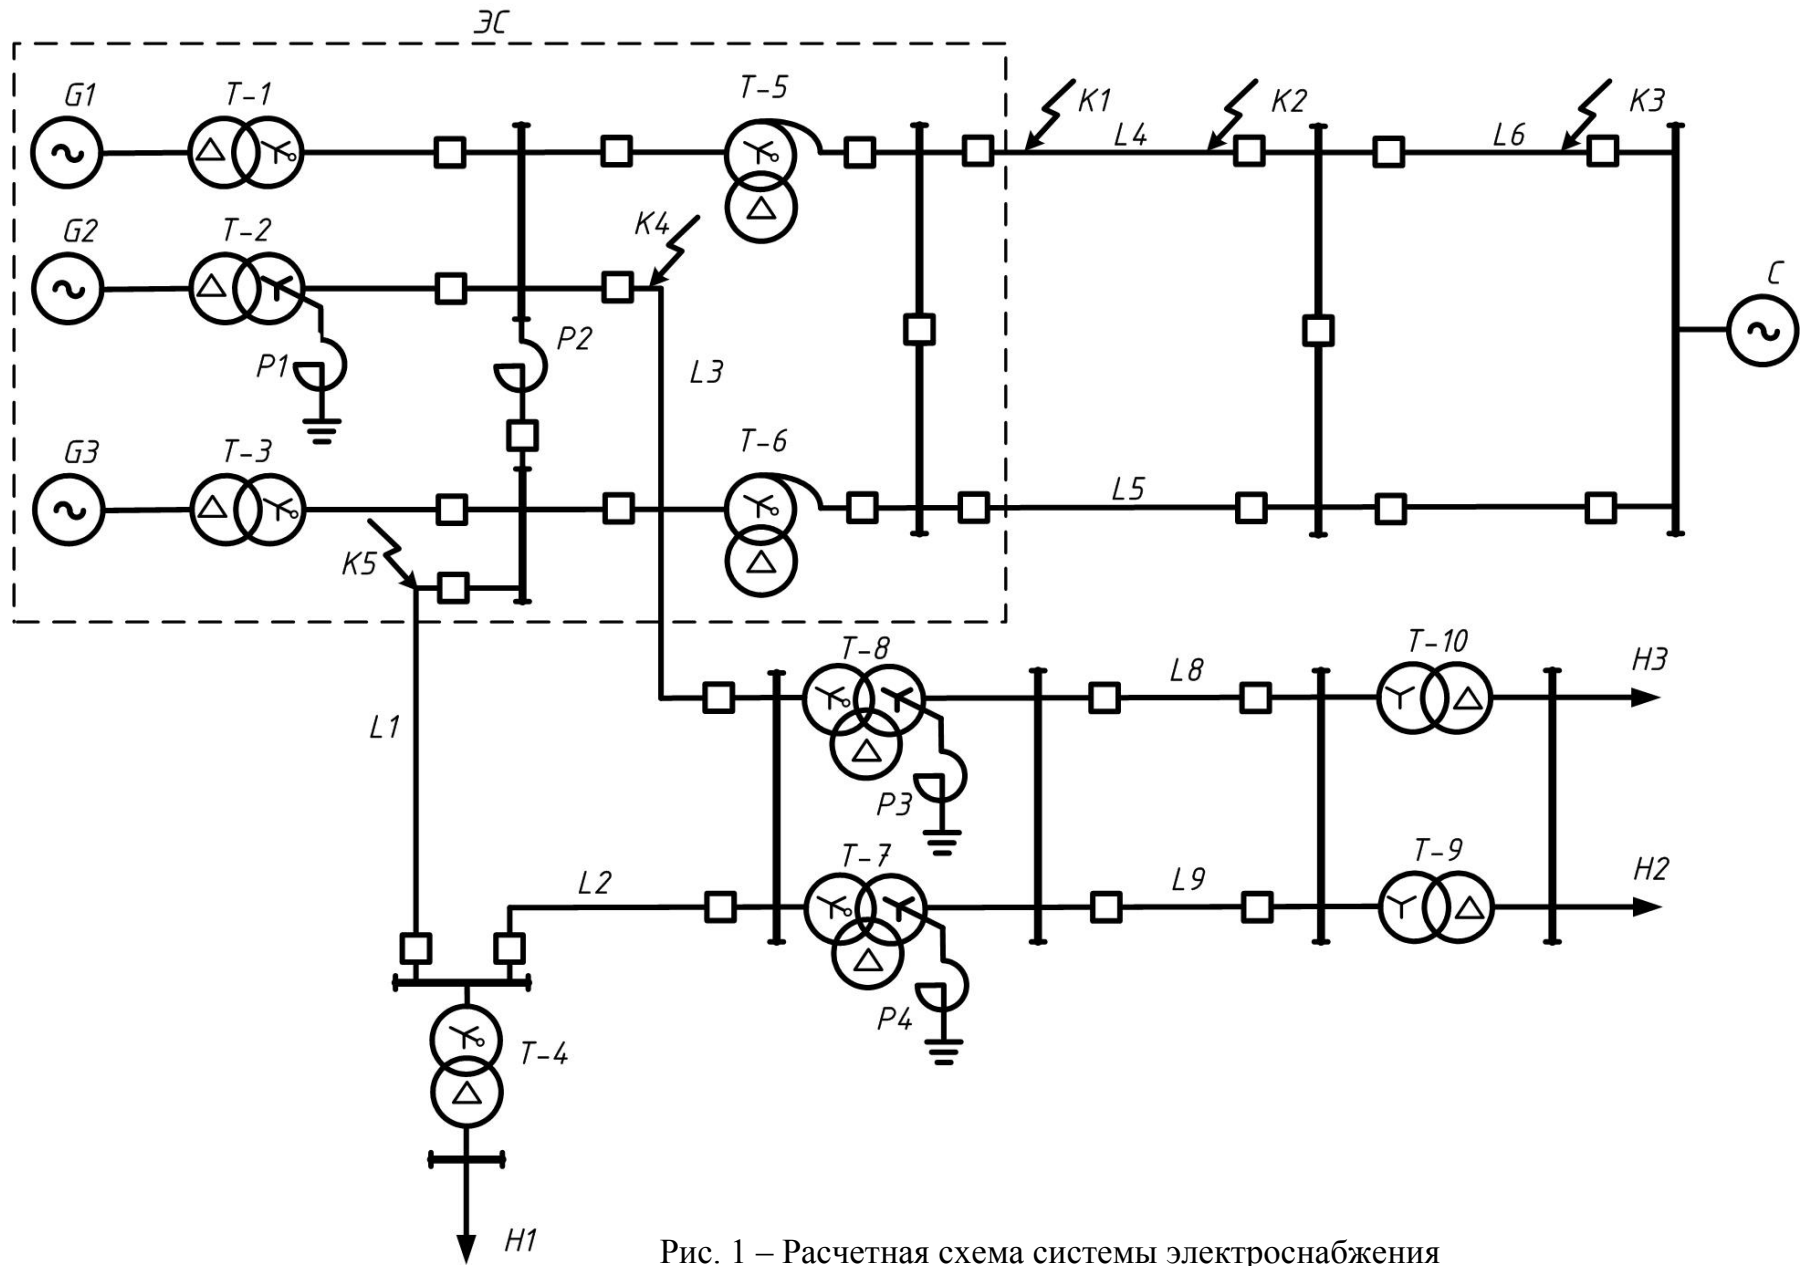 ЭС
G1
T-1
T-5
K1
L4
K2
L6
K3
G2
T-2
K4
C
P1
P2
L3
G3
T-3
T-6
L5
K5
T-8
L8
T-10
H3
L1
P3
L2
T-7
L9
T-9
H2
P4
T-4
H1
Рис. 1 – Расчетная схема системы электроснабжения